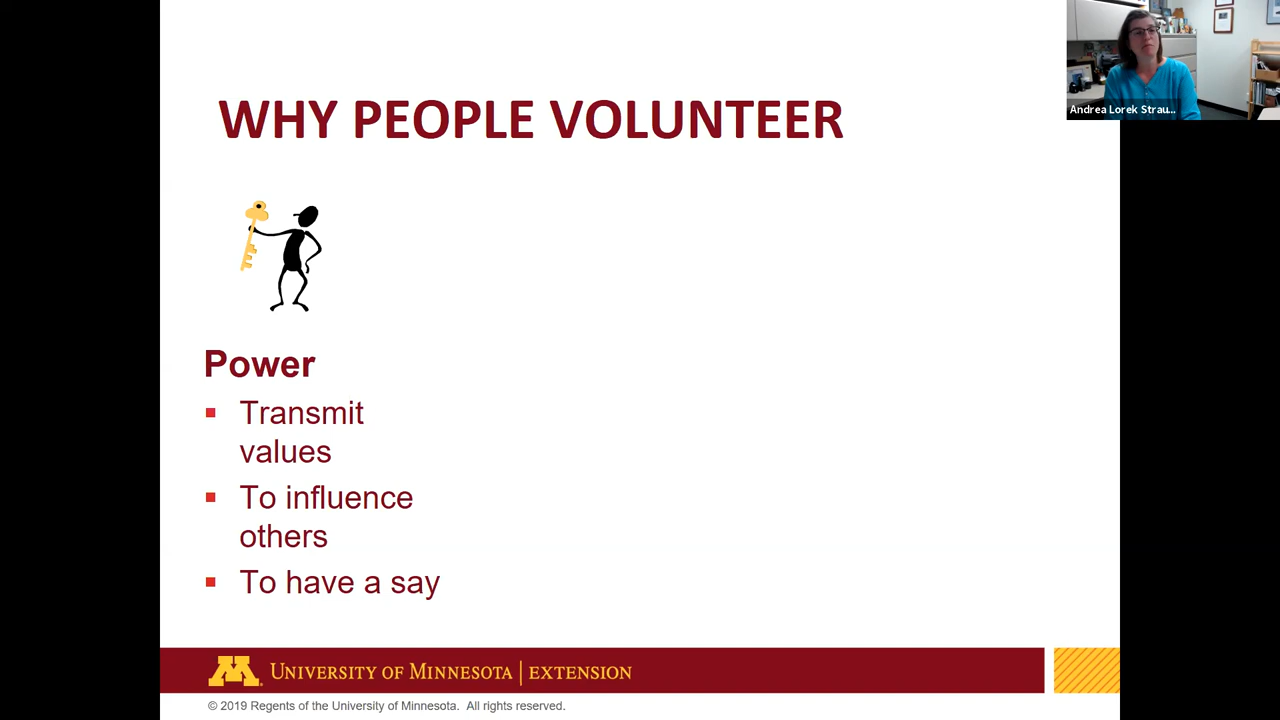 WHY PEOPLE VOLUNTEER
Andrea Lorek Strau...
Power
▪ Transmit
values
▪ To influence
others
▪ To have a say
M
UNIVERSITY OF MINNESOTA | EXTENSION
© 2019 Regents of the University of Minnesota. All rights reserved.